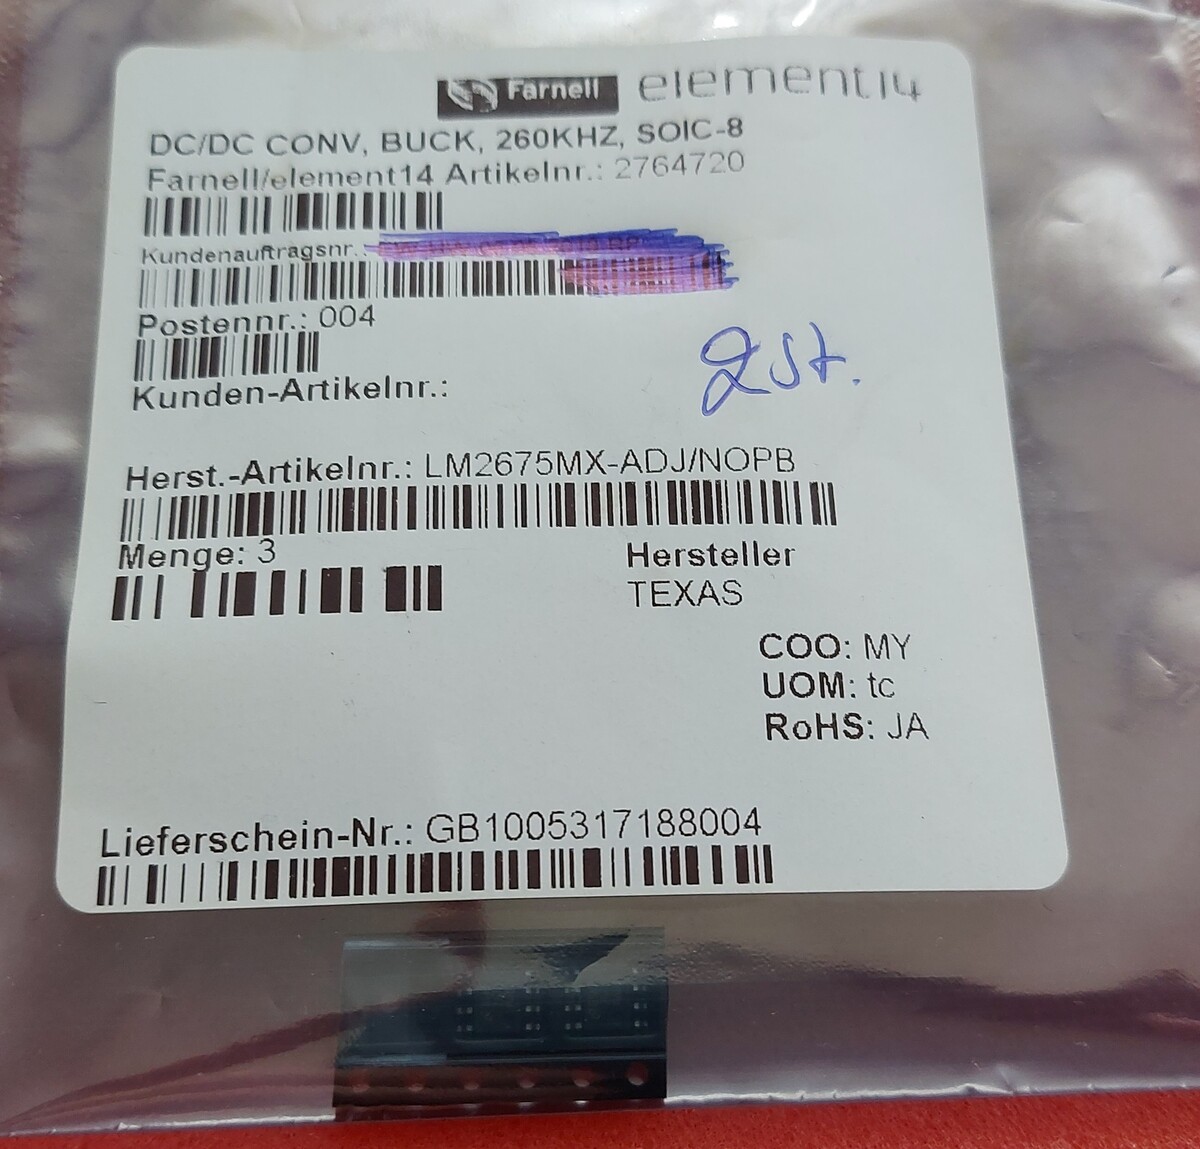 Farnell element14
DC/DC CONV, BUCK, 260KHZ, SOIC-8
Farnell/element14 Artikelnr.: 2764720
Kundenauftragsnr.:
Postennr.: 004
Kunden-Artikelnr.:
2St.
Herst.-Artikelnr.: LM2675MX-ADJ/NOPB
Menge: 3
Hersteller
TEXAS
COO: MY
UOM: tc
RoHS: JA
Lieferschein-Nr.: GB1005317188004